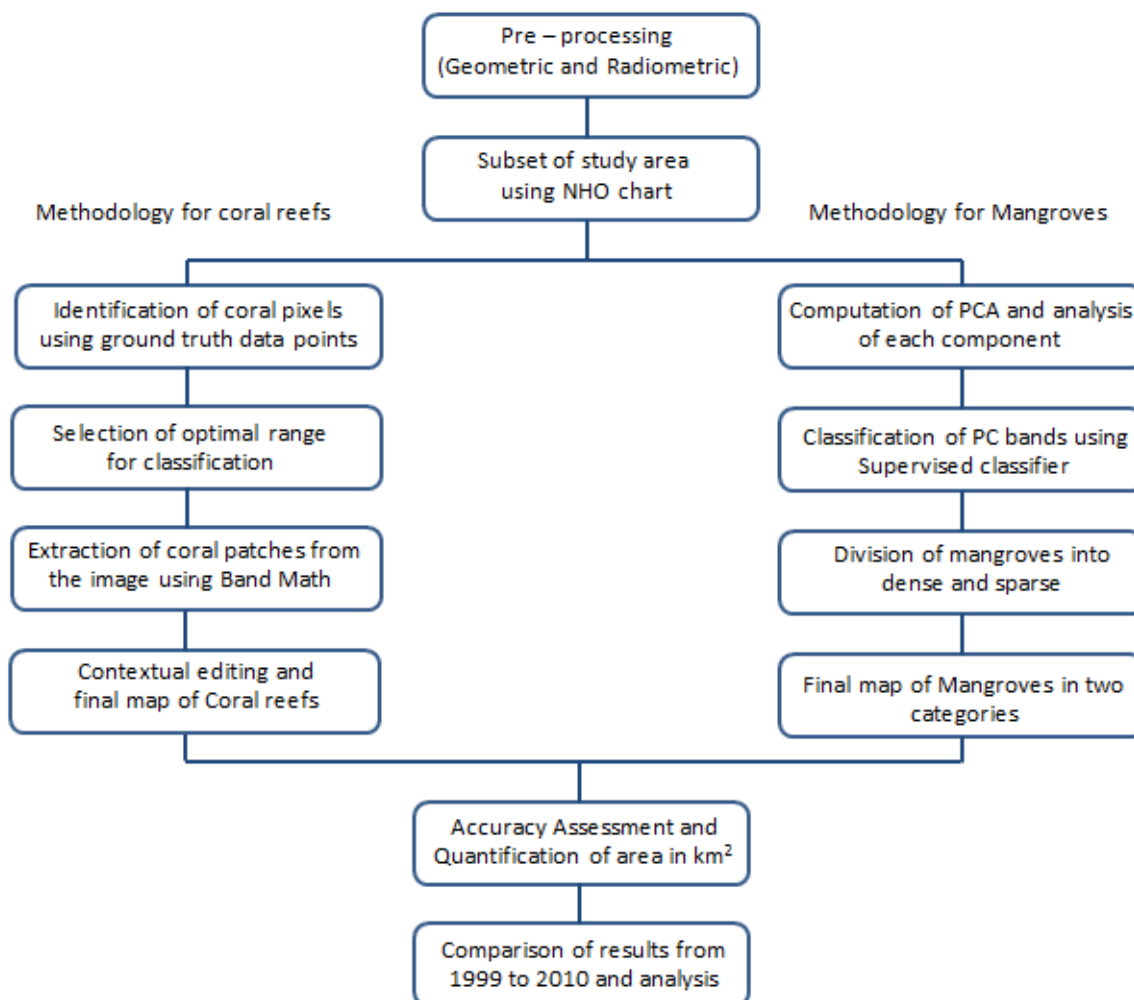 Pre – processing
(Geometric and Radiometric)
Subset of study area
using NHO chart
Methodology for coral reefs
Methodology for Mangroves
Identification of coral pixels
using ground truth data points
Computation of PCA and analysis
of each component
Selection of optimal range
for classification
Classification of PC bands using
Supervised classifier
Extraction of coral patches from
the image using Band Math
Division of mangroves into
dense and sparse
Contextual editing and
final map of Coral reefs
Final map of Mangroves in two
categories
Accuracy Assessment and
Quantification of area in km²
Comparison of results from
1999 to 2010 and analysis